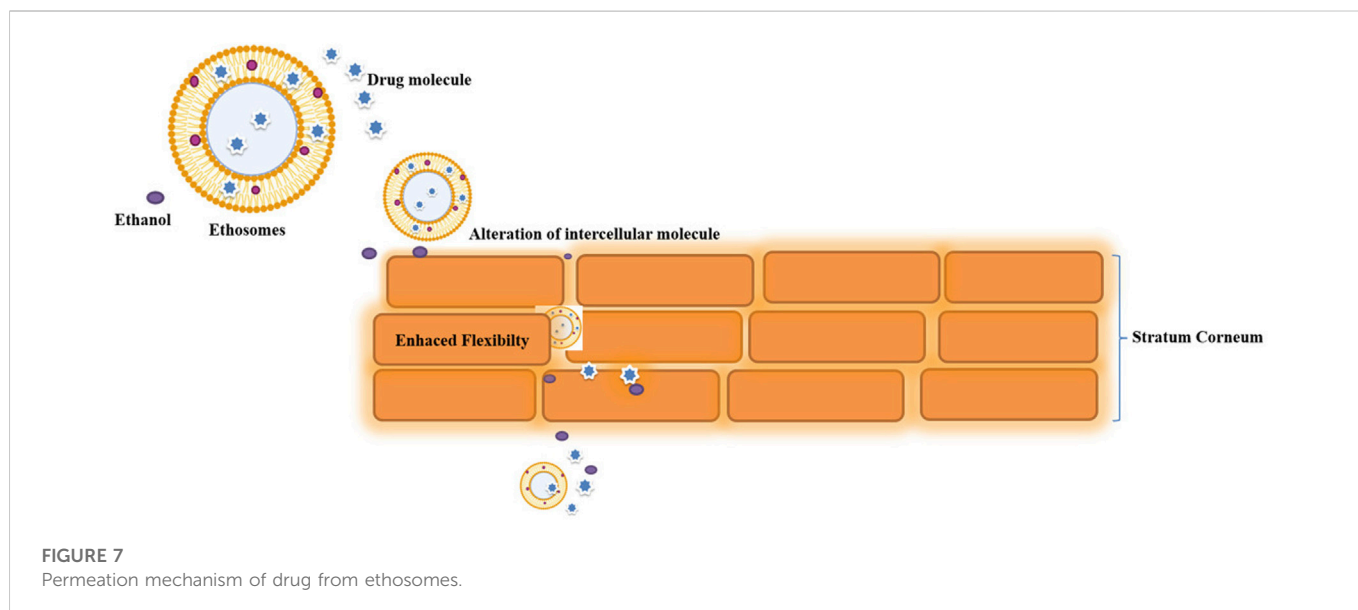 Drug molecule
Ethanol
Ethosomes
Alteration of intercellular molecule
Enhaced Flexibilty
Stratum Corneum
FIGURE 7
Permeation mechanism of drug from ethosomes.